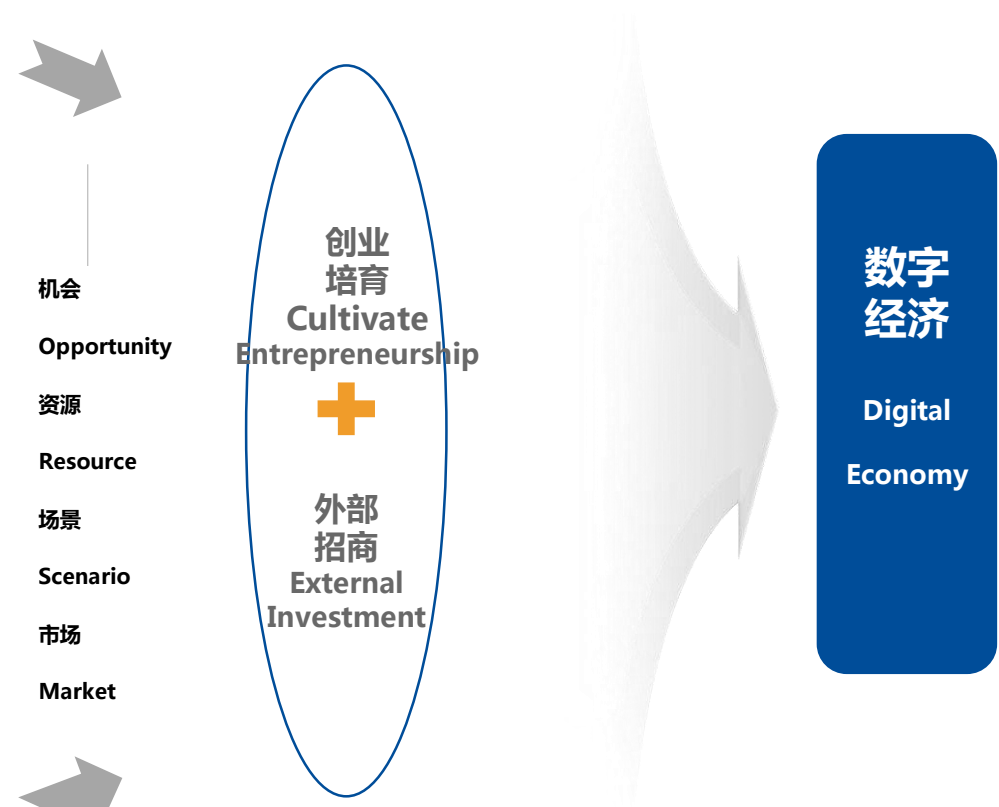 机会
Opportunity
资源
Resource
场景
Scenario
市场
Market
创业
培育
Cultivate
Entrepreneurship
外部
招商
External
Investment
数字
经济
Digital
Economy